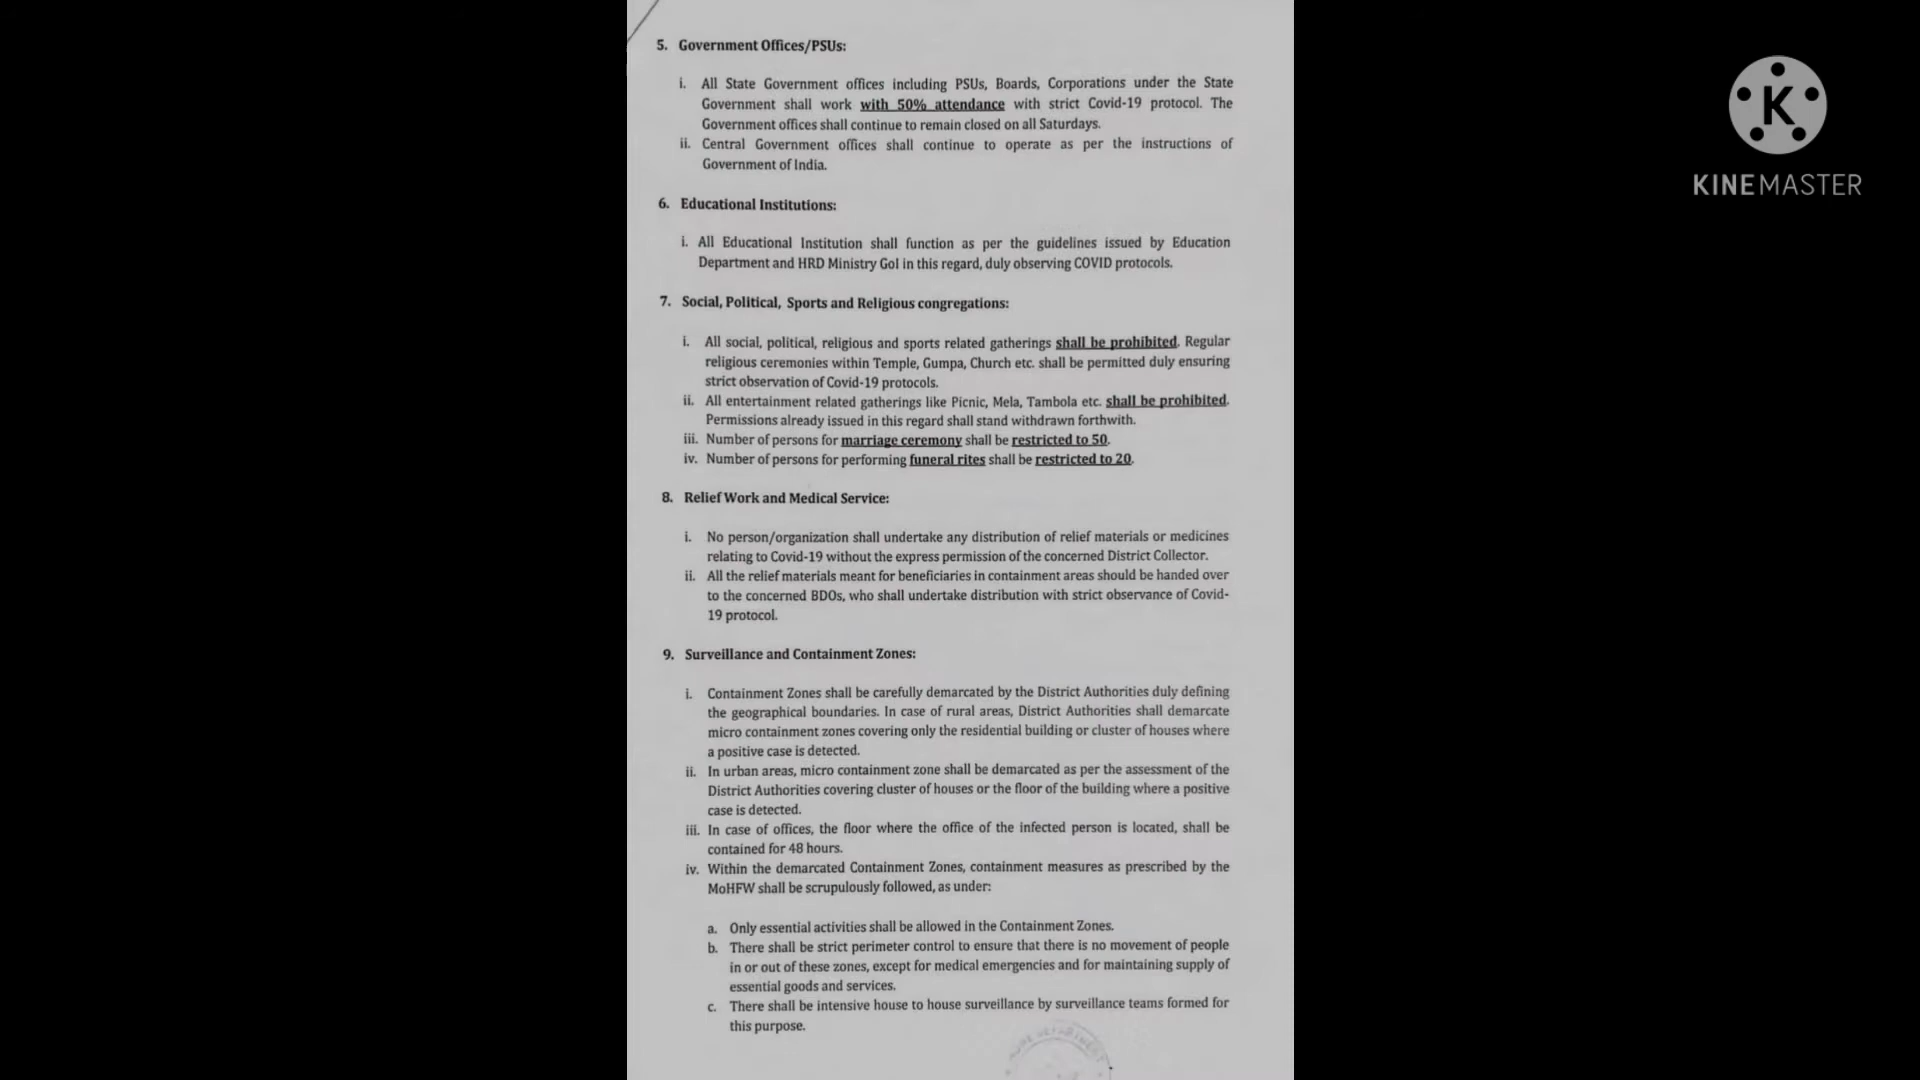 5. Government Offices/PSUs:
i. All State Government offices including PSUs, Boards, Corporations under the State
Government shall work with 50% attendance with strict Covid-19 protocol. The
Government offices shall continue to remain closed on all Saturdays.
ii. Central Government offices shall continue to operate as per the instructions of
Government of India.
6. Educational Institutions:
i. All Educational Institution shall function as per the guidelines issued by Education
Department and HRD Ministry GoI in this regard, duly observing COVID protocols.
7. Social, Political, Sports and Religious congregations:
i. All social, political, religious and sports related gatherings shall be prohibited. Regular
religious ceremonies within Temple, Gumpa, Church etc. shall be permitted duly ensuring
strict observation of Covid-19 protocols.
ii. All entertainment related gatherings like Picnic, Mela, Tambola etc. shall be prohibited.
Permissions already issued in this regard shall stand withdrawn forthwith.
iii. Number of persons for marriage ceremony shall be restricted to 50.
iv. Number of persons for performing funeral rites shall be restricted to 20.
8. Relief Work and Medical Service:
i. No person/organization shall undertake any distribution of relief materials or medicines
relating to Covid-19 without the express permission of the concerned District Collector.
ii. All the relief materials meant for beneficiaries in containment areas should be handed over
to the concerned BDOs, who shall undertake distribution with strict observance of Covid-
19 protocol.
9. Surveillance and Containment Zones:
i. Containment Zones shall be carefully demarcated by the District Authorities duly defining
the geographical boundaries. In case of rural areas, District Authorities shall demarcate
micro containment zones covering only the residential building or cluster of houses where
a positive case is detected.
ii. In urban areas, micro containment zone shall be demarcated as per the assessment of the
District Authorities covering cluster of houses or the floor of the building where a positive
case is detected.
iii. In case of offices, the floor where the office of the infected person is located, shall be
contained for 48 hours.
iv. Within the demarcated Containment Zones, containment measures as prescribed by the
MoHFW shall be scrupulously followed, as under:
a. Only essential activities shall be allowed in the Containment Zones.
b. There shall be strict perimeter control to ensure that there is no movement of people
in or out of these zones, except for medical emergencies and for maintaining supply of
essential goods and services.
c. There shall be intensive house to house surveillance by surveillance teams formed for
this purpose.
K
KINEMASTER